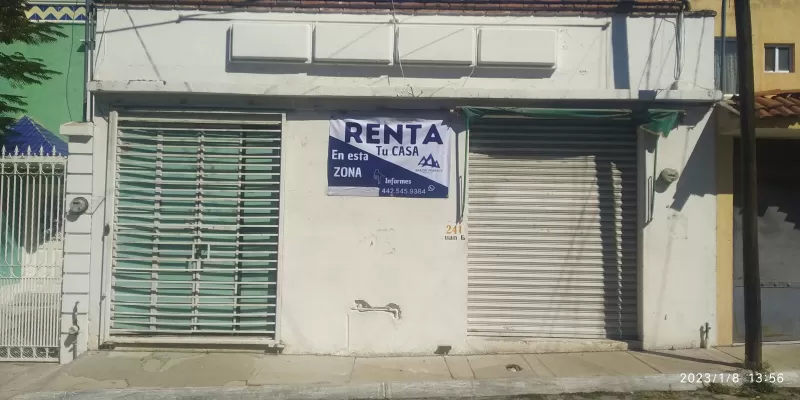 RENTA
Tu CASA
En esta
ZONA
Informes
442.545.9384
241
2023/1/8 13:56